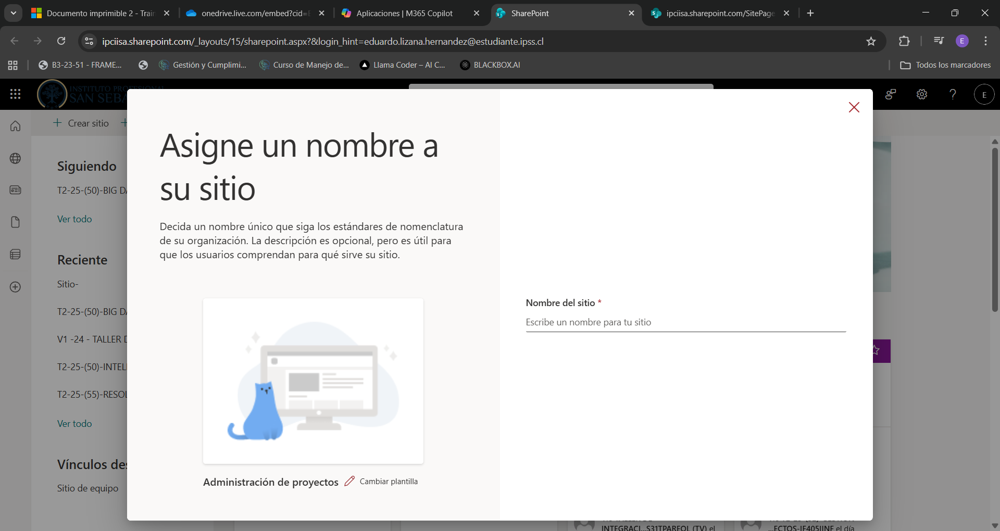 Documento imprimible 2 - Train
onedrive.live.com/embed?cid=
Aplicaciones | M365 Copilot
SharePoint
ipciisa.sharepoint.com/SitePage
ipciisa.sharepoint.com/_layouts/15/sharepoint.aspx?&login_hint=eduardo.lizana.hernandez@estudiante.ipss.cl
E
B3-23-51 - FRAME...
Gestión y Cumplimi...
Curso de Manejo de...
Llama Coder – AI C...
BLACKBOX.AI
Todos los marcadores
INSTITUTO PROFESIONAL
SAN SEBA
E
Crear sitio
Siguiendo
T2-25-(50)-BIG DA
Ver todo
Reciente
Sitio-
T2-25-(50)-BIG DA
V1 -24 - TALLER D
T2-25-(50)-INTEL
T2-25-(55)-RESOL
Ver todo
Vínculos des
Sitio de equipo
Asigne un nombre a
su sitio
Decida un nombre único que siga los estándares de nomenclatura
de su organización. La descripción es opcional, pero es útil para
que los usuarios comprendan para qué sirve su sitio.
Administración de proyectos
Cambiar plantilla
Nombre del sitio *
Escribe un nombre para tu sitio
INTEGRACI...S31TPAREOL (TV) el
...ECTOS-IF405IINE el día